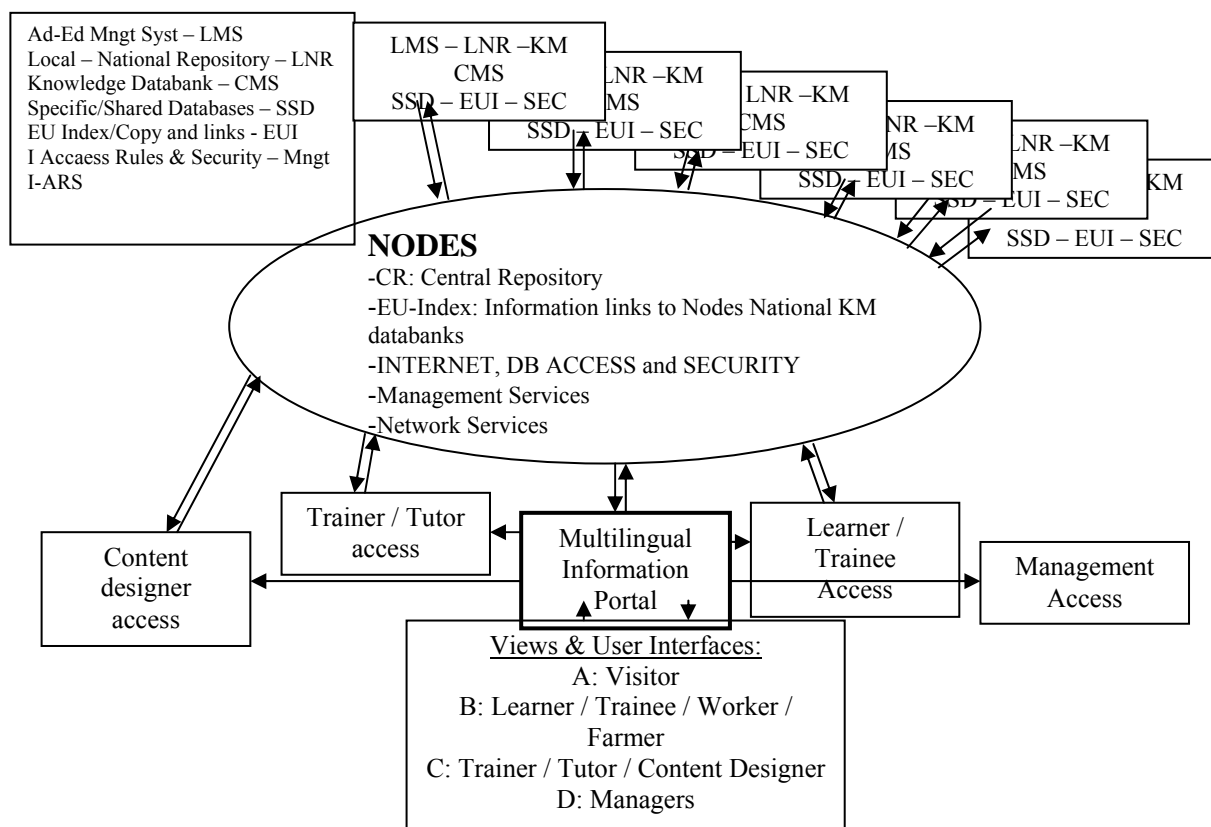 Ad-Ed Mngt Syst – LMS
Local – National Repository – LNR
Knowledge Databank – CMS
Specific/Shared Databases – SSD
EU Index/Copy and links - EUI
I Accaess Rules & Security – Mngt
I-ARS
LMS – LNR –KM
CMS
SSD – EUI – SEC
LNR –KM
MS
SSD – EUI – SEC
LNR –KM
CMS
SSD – EUI – SEC
NR –KM
MS
SSD – EUI – SEC
LNR –KM
MS
SSD – EUI – SEC
KM
SSD – EUI – SEC
NODES
-CR: Central Repository
-EU-Index: Information links to Nodes National KM
databanks
-INTERNET, DB ACCESS and SECURITY
-Management Services
-Network Services
Content
designer
access
Trainer / Tutor
access
Multilingual
Information
Portal
Learner /
Trainee
Access
Management
Access
Views & User Interfaces:
A: Visitor
B: Learner / Trainee / Worker /
Farmer
C: Trainer / Tutor / Content Designer
D: Managers